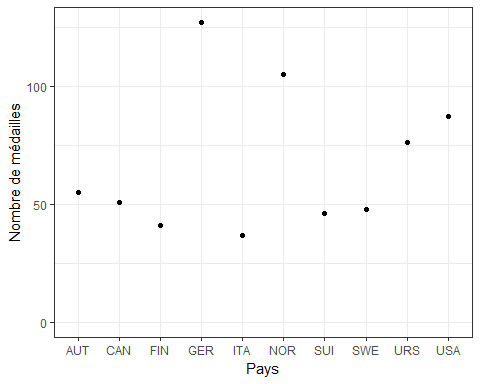 Nombre de médailles
100
50
0
AUT CAN FIN GER ITA NOR SUI SWE URS USA
Pays